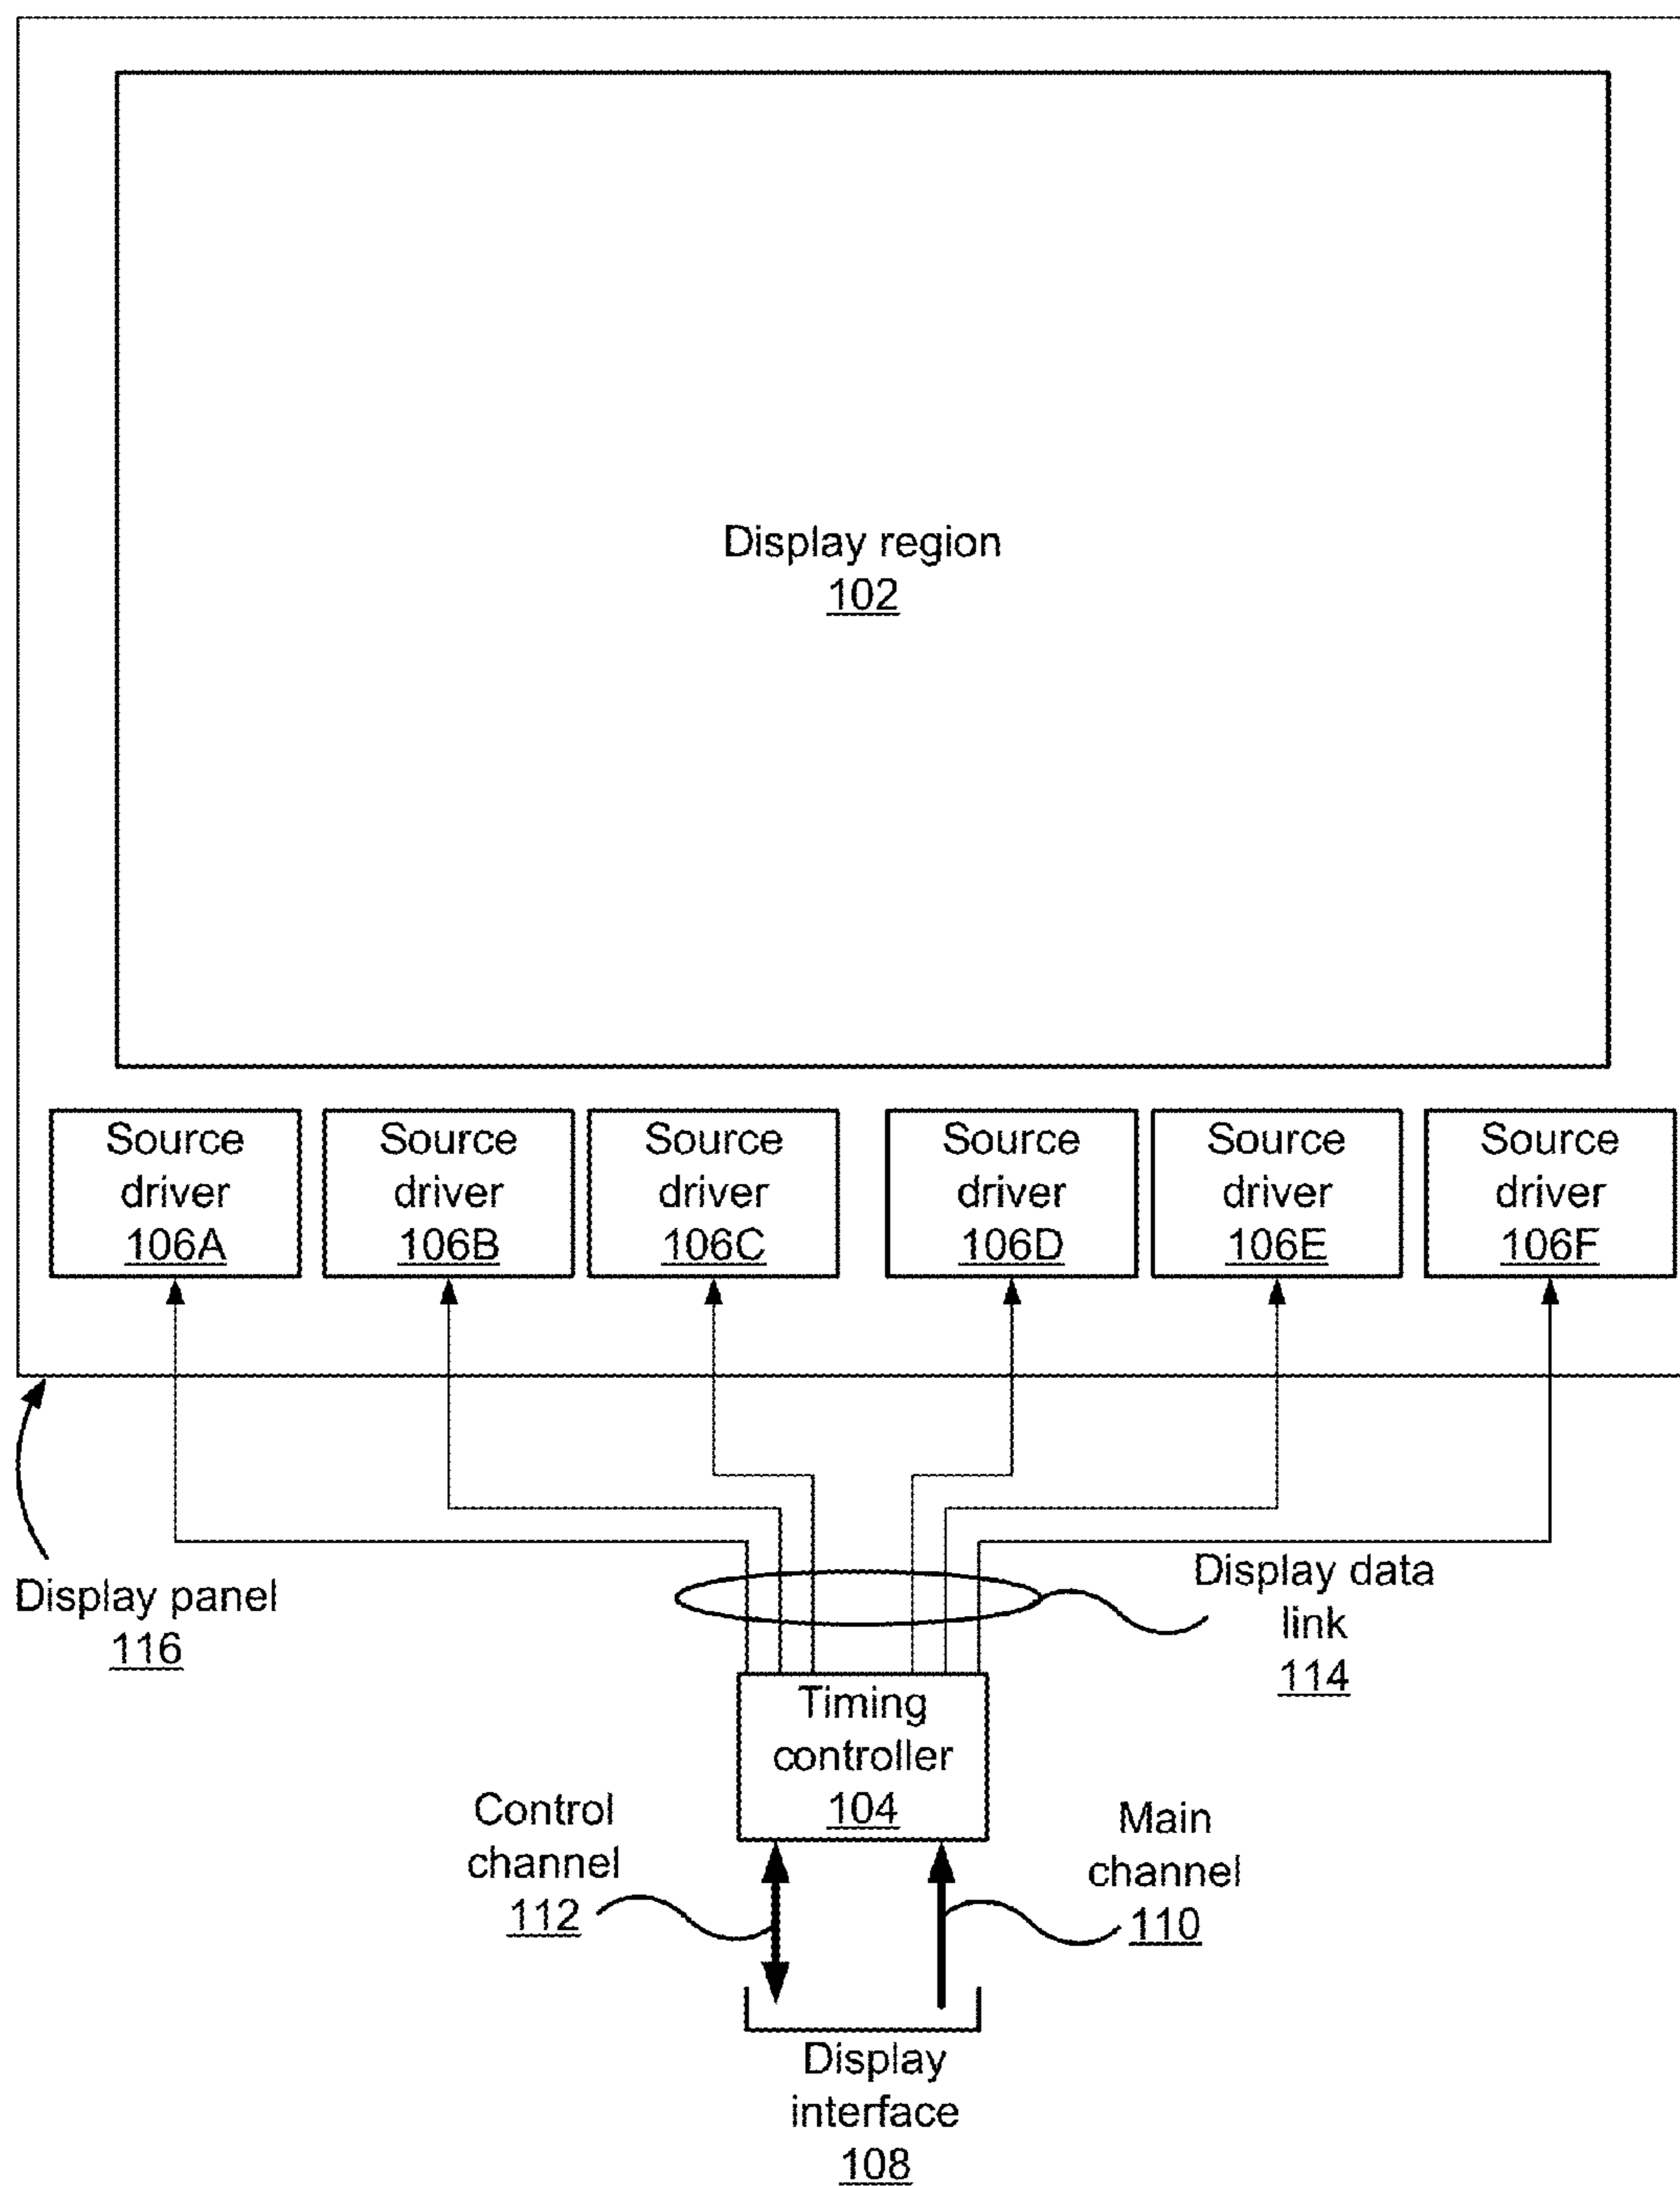 Display region
102
Source
driver
106A
Source
driver
106B
Source
driver
106C
Source
driver
106D
Source
driver
106E
Source
driver
106F
Display panel
116
Display data
link
114
Timing
controller
104
Control
channel
112
Main
channel
110
Display
interface
108